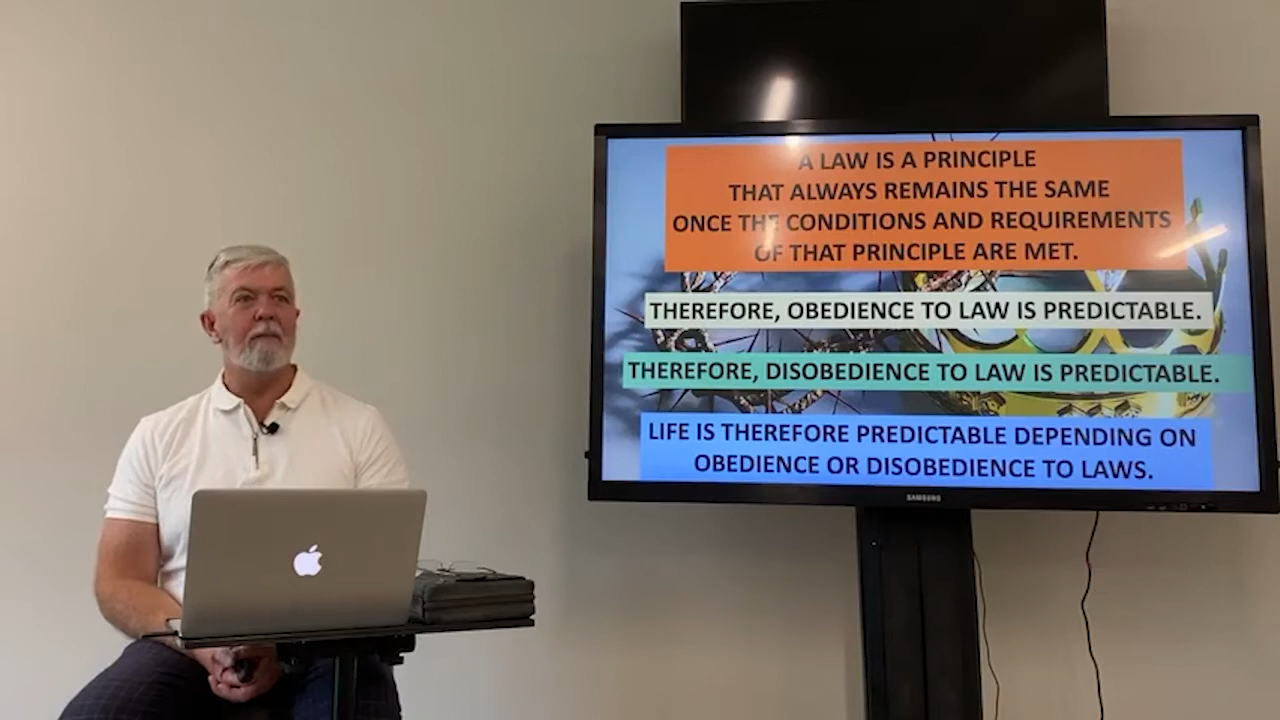 A LAW IS A PRINCIPLE
THAT ALWAYS REMAINS THE SAME
ONCE THE CONDITIONS AND REQUIREMENTS
OF THAT PRINCIPLE ARE MET.
THEREFORE, OBEDIENCE TO LAW IS PREDICTABLE.
THEREFORE, DISOBEDIENCE TO LAW IS PREDICTABLE.
LIFE IS THEREFORE PREDICTABLE DEPENDING ON
OBEDIENCE OR DISOBEDIENCE TO LAWS.
SAMSUNG